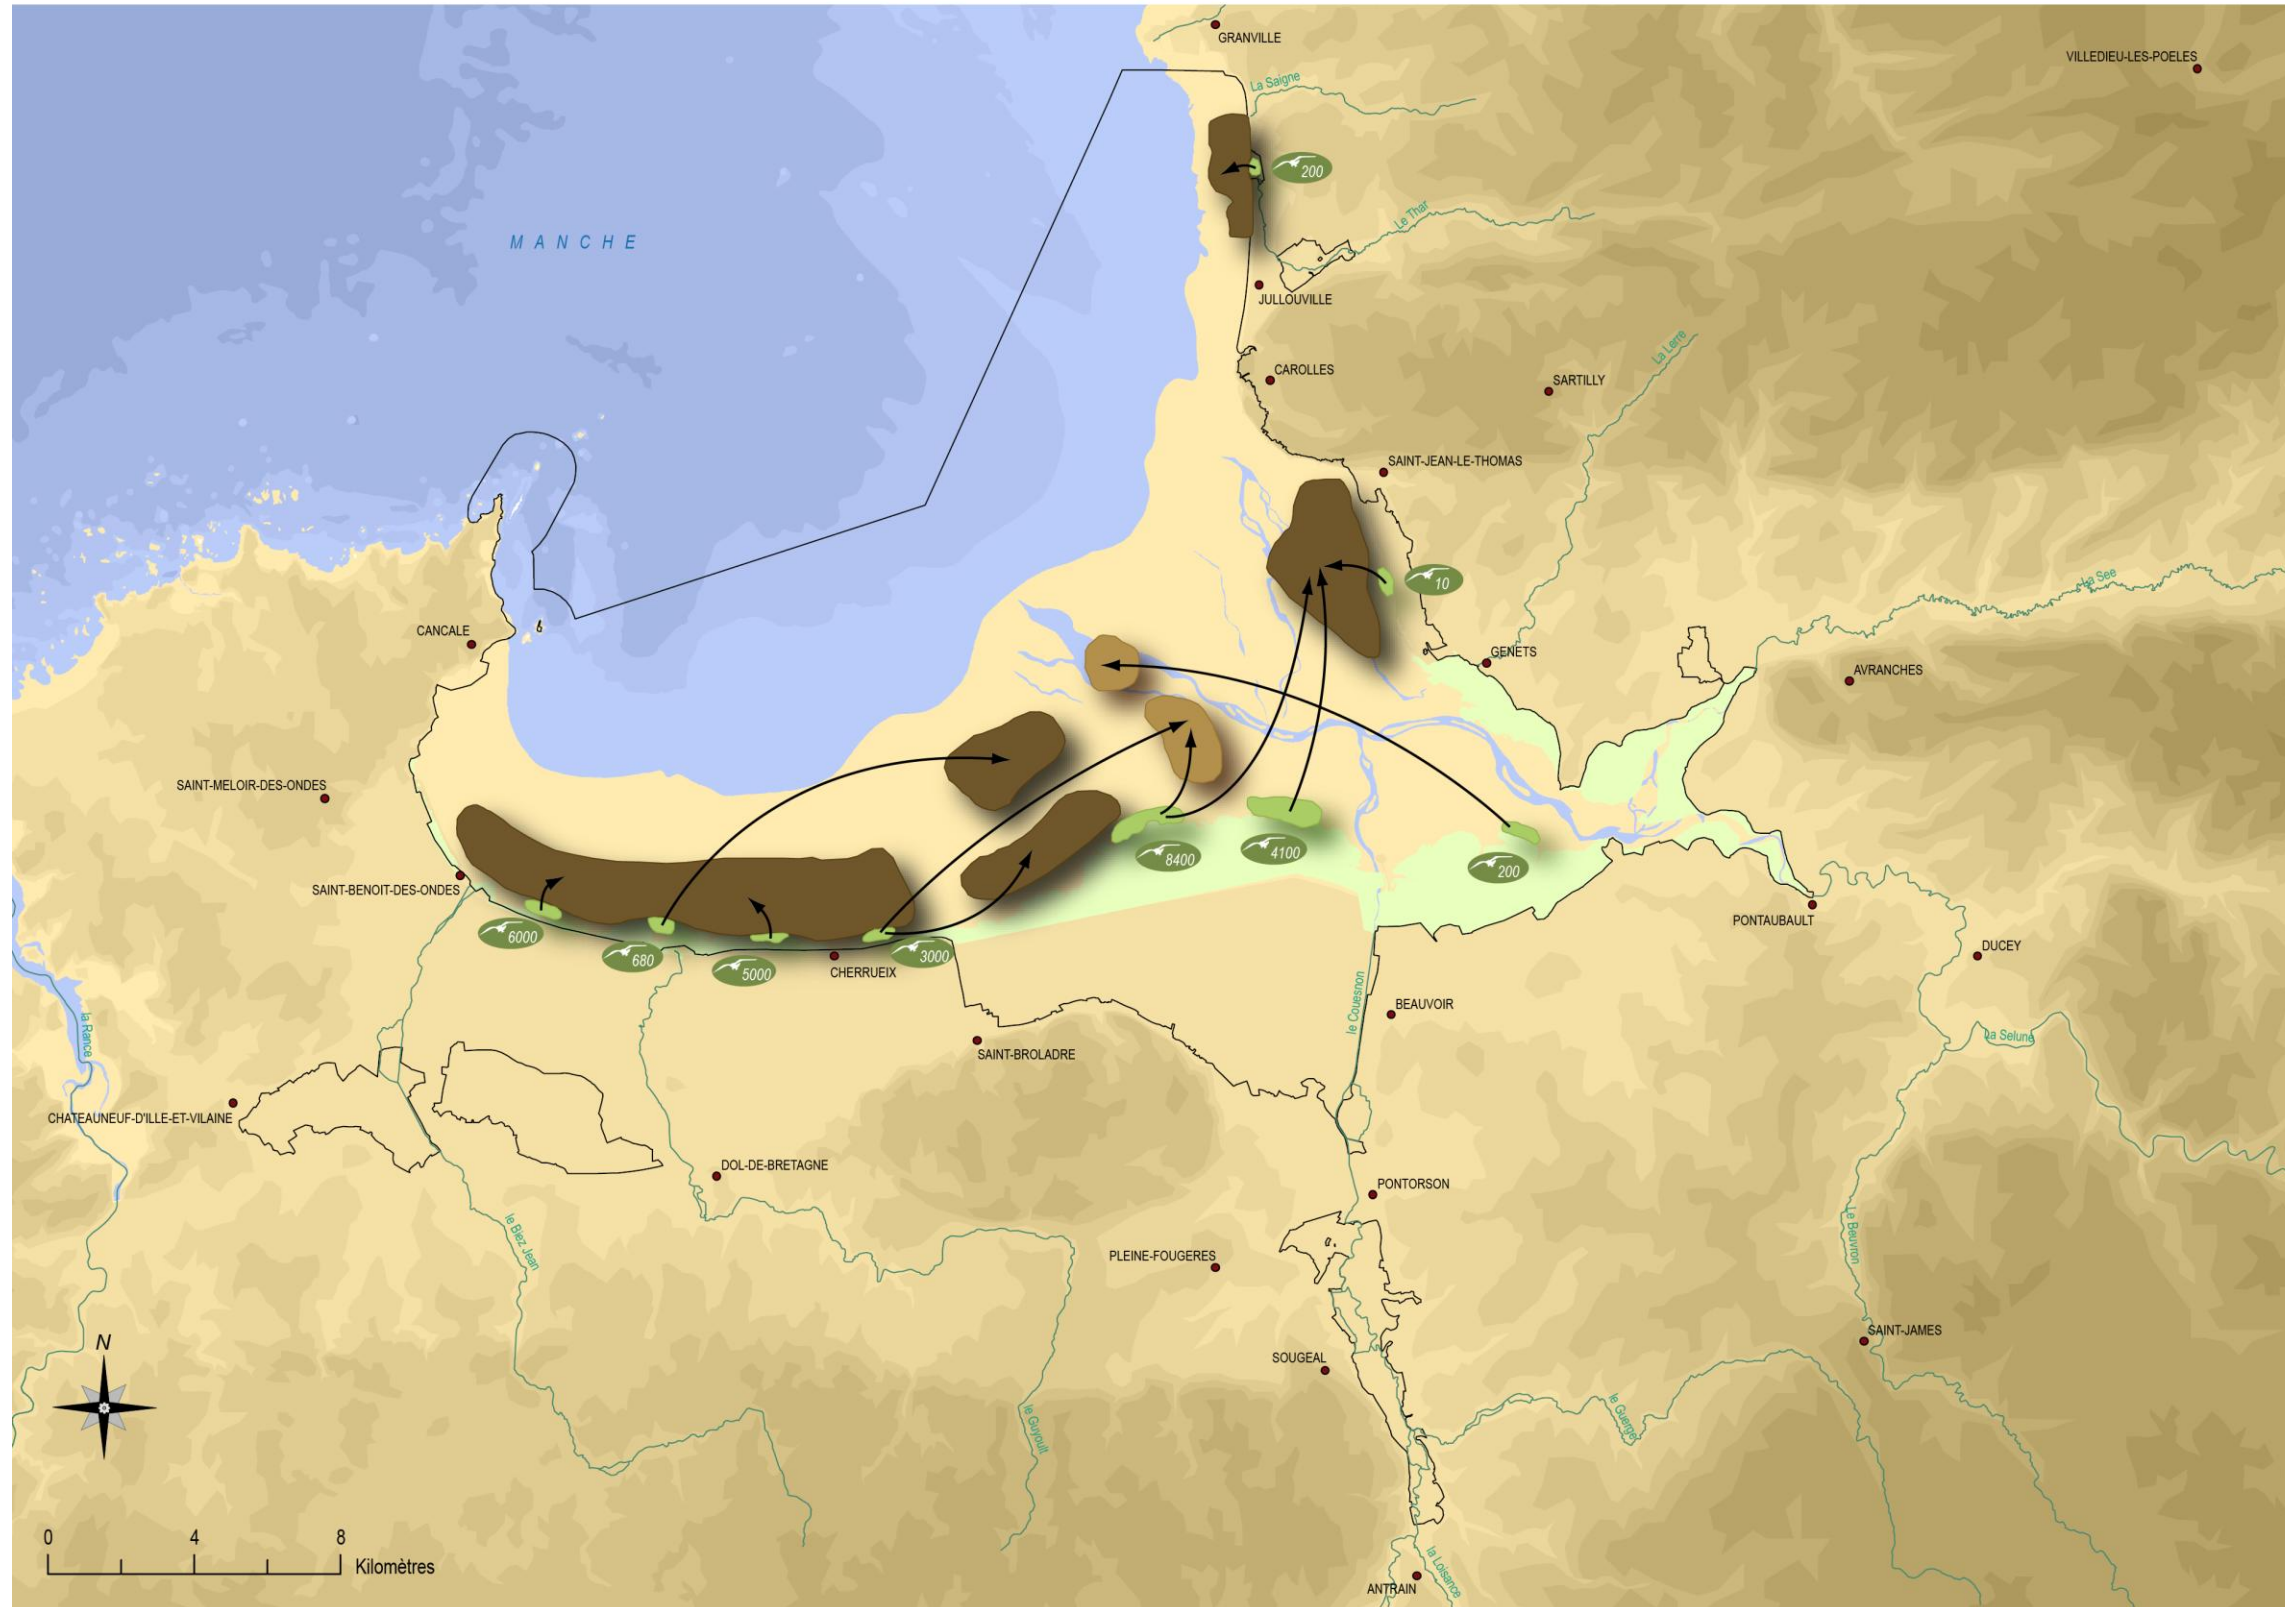 GRANVILLE
VILLEDIEU-LES-POELES
La Saigne
200
Le Thar
MANCHE
JULLOUVILLE
La Lerre
CAROLLES
SARTILLY
SAINT-JEAN-LE-THOMAS
10
La See
CANCALE
GENETS
AVRANCHES
SAINT-MELOIR-DES-ONDES
8400
4100
200
SAINT-BENOIT-DES-ONDES
PONTAUBAULT
6000
680
5000
3000
CHERRUEIX
DUCEY
la Rance
le Couesnon
BEAUVOIR
La Selune
SAINT-BROLADRE
CHATEAUNEUF-D'ILLE-ET-VILAINE
DOL-DE-BRETAGNE
PONTORSON
le Biez Jean
Le Beuvron
PLEINE-FOUGERES
N
SAINT-JAMES
SOUGEAL
le Guyoult
le Guerge
0 4 8
Kilomètres
la Loisance
ANTRAIN